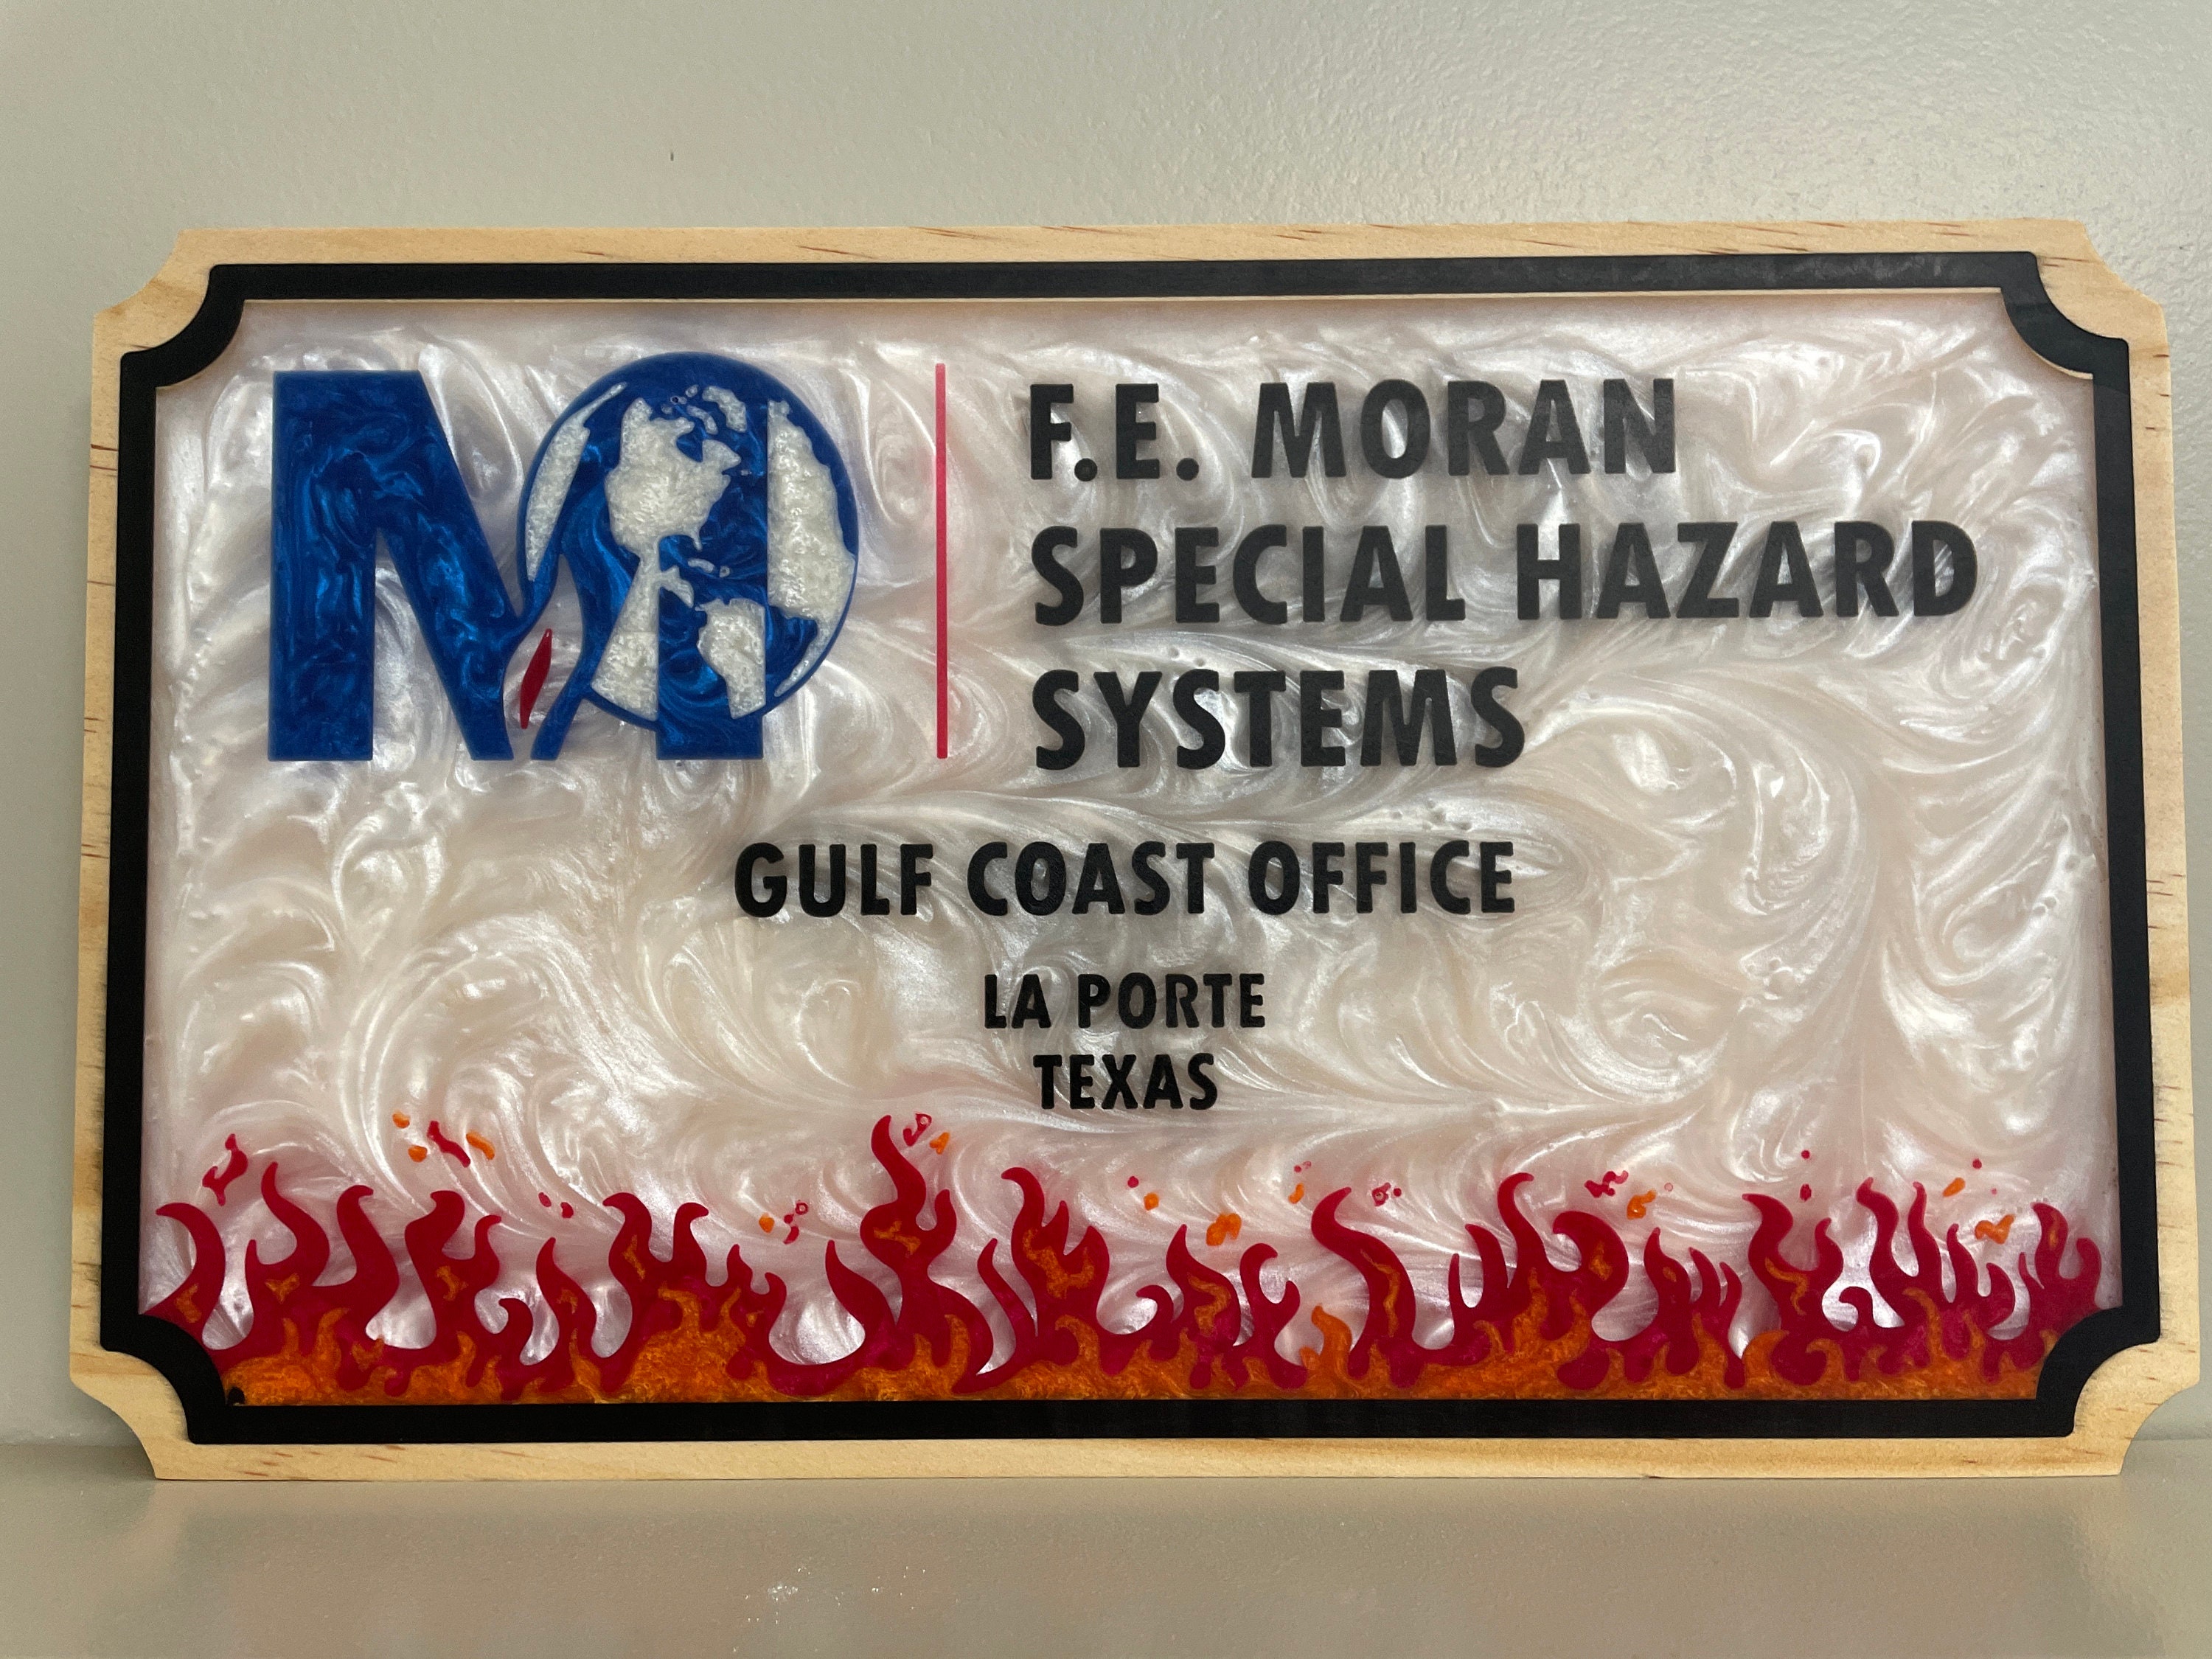 M
F.E. MORAN
SPECIAL HAZARD
SYSTEMS
GULF COAST OFFICE
LA PORTE
TEXAS